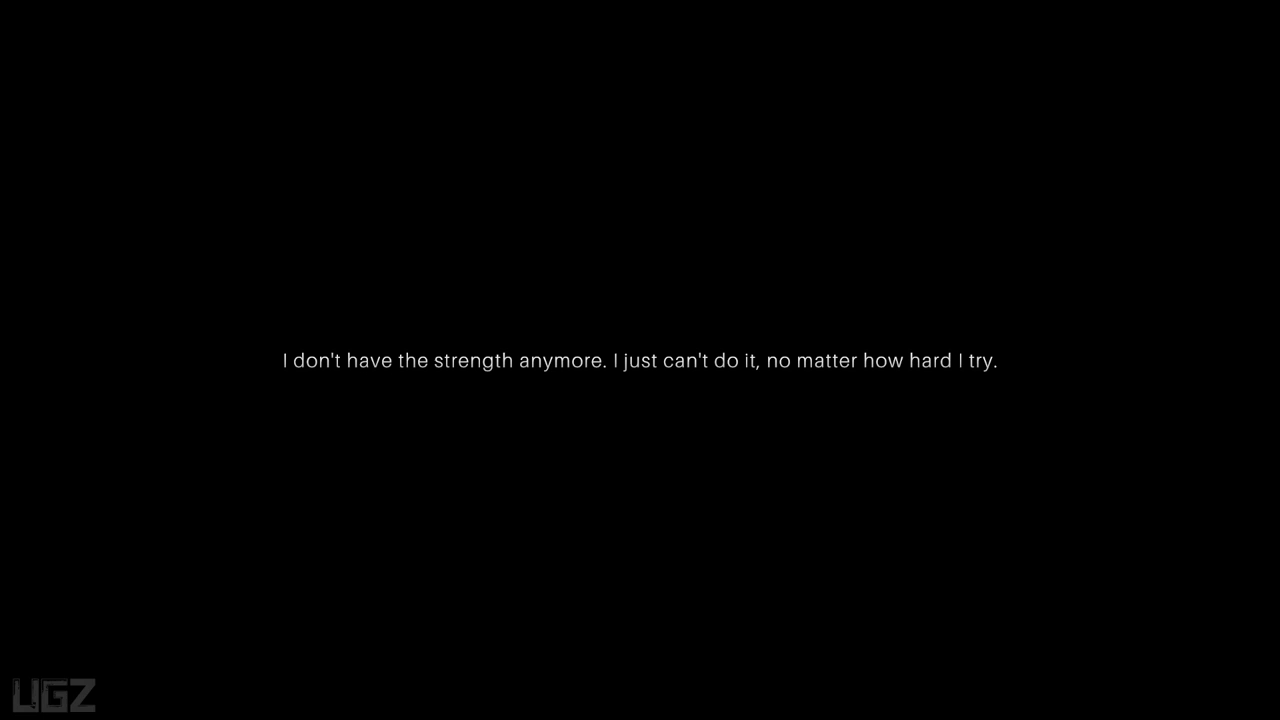 I don't have the strength anymore. I just can't do it, no matter how hard I try.
UGZ